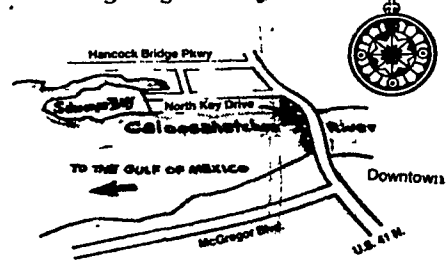 Hancock Bridge Pkwy
North Key Drive
Caloosahatchee River
TO THE GULF OF MEXICO
Downtown
McGregor Blvd.
U.S. 41 N.